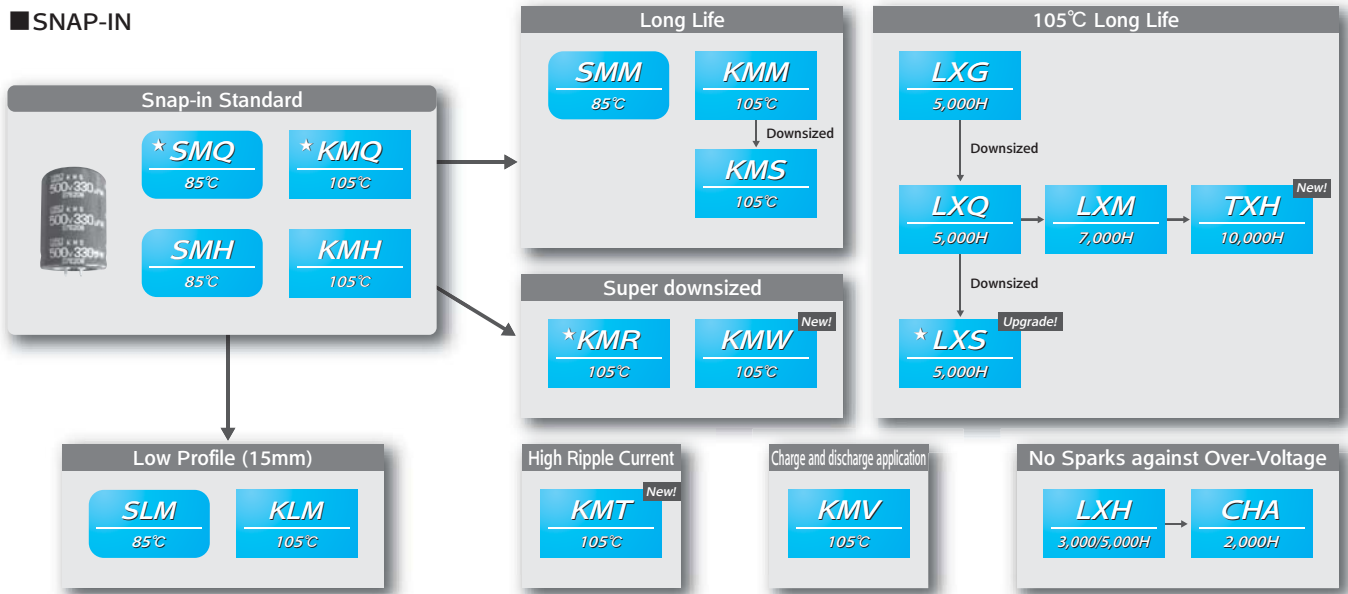 ■SNAP-IN
Snap-in Standard
★SMQ
85℃
★KMQ
105℃
SMH
85℃
KMH
105℃
500V330μF
500V330
500V330
Long Life
SMM
85℃
KMM
105℃
Downsized
KMS
105℃
Super downsized
★KMR
105℃
New!
KMW
105℃
105℃ Long Life
LXG
5,000H
Downsized
LXQ
5,000H
LXM
7,000H
New!
TXH
10,000H
Downsized
Upgrade!
★LXS
5,000H
Low Profile (15mm)
SLM
85℃
KLM
105℃
High Ripple Current
New!
KMT
105℃
Charge and discharge application
KMV
105℃
No Sparks against Over-Voltage
LXH
3,000/5,000H
CHA
2,000H